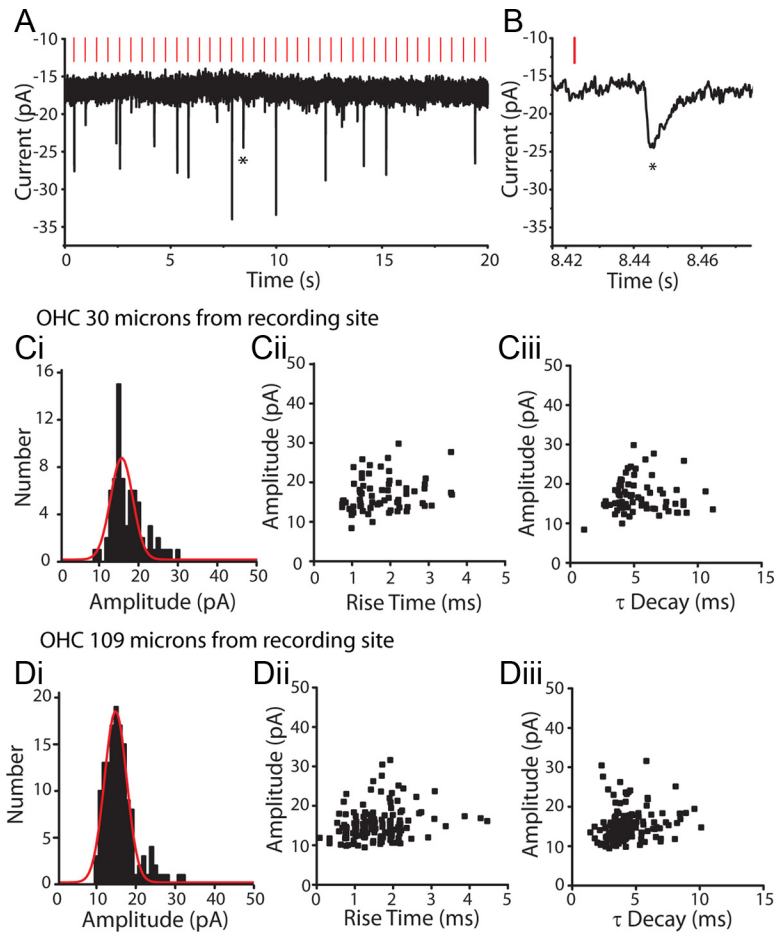 A
B
-10
-15
-20
-25
-30
-35
Current (pA)
*
0
5
10
15
20
Time (s)
-10
-15
-20
-25
-30
-35
Current (pA)
*
8.42
8.44
8.46
Time (s)
OHC 30 microns from recording site
Ci
Cii
Ciii
16
12
8
4
0
Number
0 10 20 30 40 50
Amplitude (pA)
50
40
30
20
10
0
Amplitude (pA)
0 1 2 3 4 5
Rise Time (ms)
50
40
30
20
10
0
Amplitude (pA)
0 5 10 15
τ Decay (ms)
OHC 109 microns from recording site
Di
Dii
Diii
20
15
10
5
0
Number
0 10 20 30 40 50
Amplitude (pA)
50
40
30
20
10
0
Amplitude (pA)
0 1 2 3 4 5
Rise Time (ms)
50
40
30
20
10
0
Amplitude (pA)
0 5 10 15
τ Decay (ms)